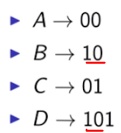 ▶ A → 00
▶ B → 10
▶ C → 01
▶ D → 101